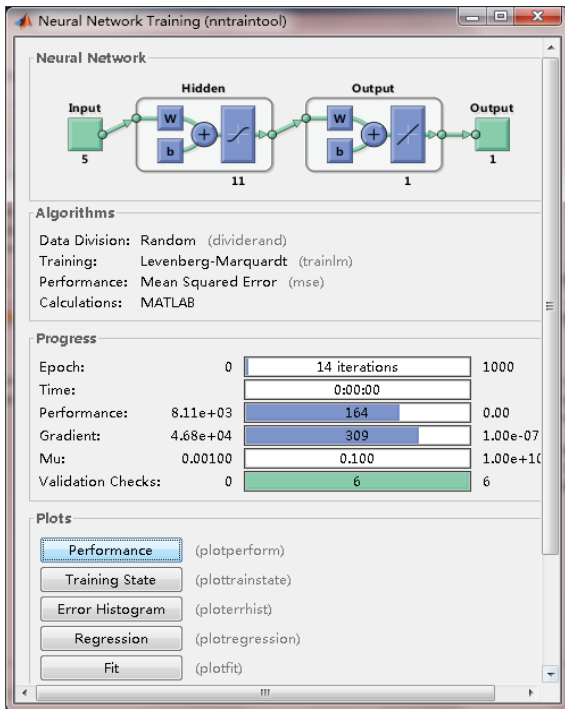 Neural Network Training (nntraintool)
Neural Network
Hidden Output
Input Output
W W
b b
5 1
11 1
Algorithms
Data Division: Random (dividerand)
Training: Levenberg-Marquardt (trainlm)
Performance: Mean Squared Error (mse)
Calculations: MATLAB
Progress
Epoch: 0 14 iterations 1000
Time: 0:00:00
Performance: 8.11e+03 164 0.00
Gradient: 4.68e+04 309 1.00e-07
Mu: 0.00100 0.100 1.00e+10
Validation Checks: 0 6 6
Plots
Performance (plotperform)
Training State (plottrainstate)
Error Histogram (ploterrhist)
Regression (plotregression)
Fit (plotfit)